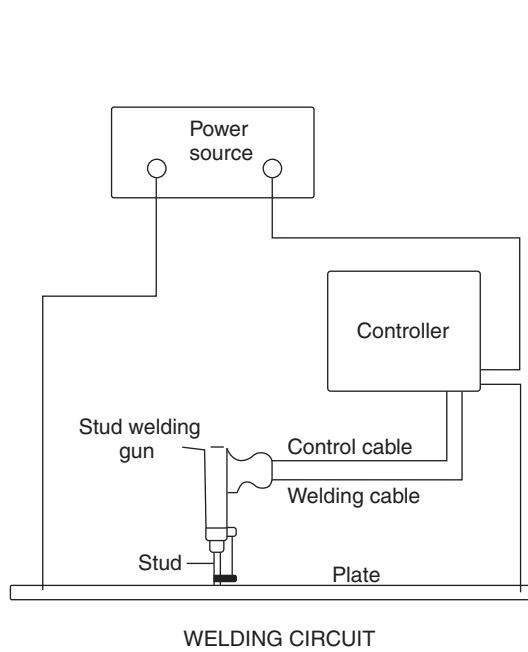 Power
source
Controller
Stud welding
gun
Control cable
Welding cable
Stud
Plate
WELDING CIRCUIT